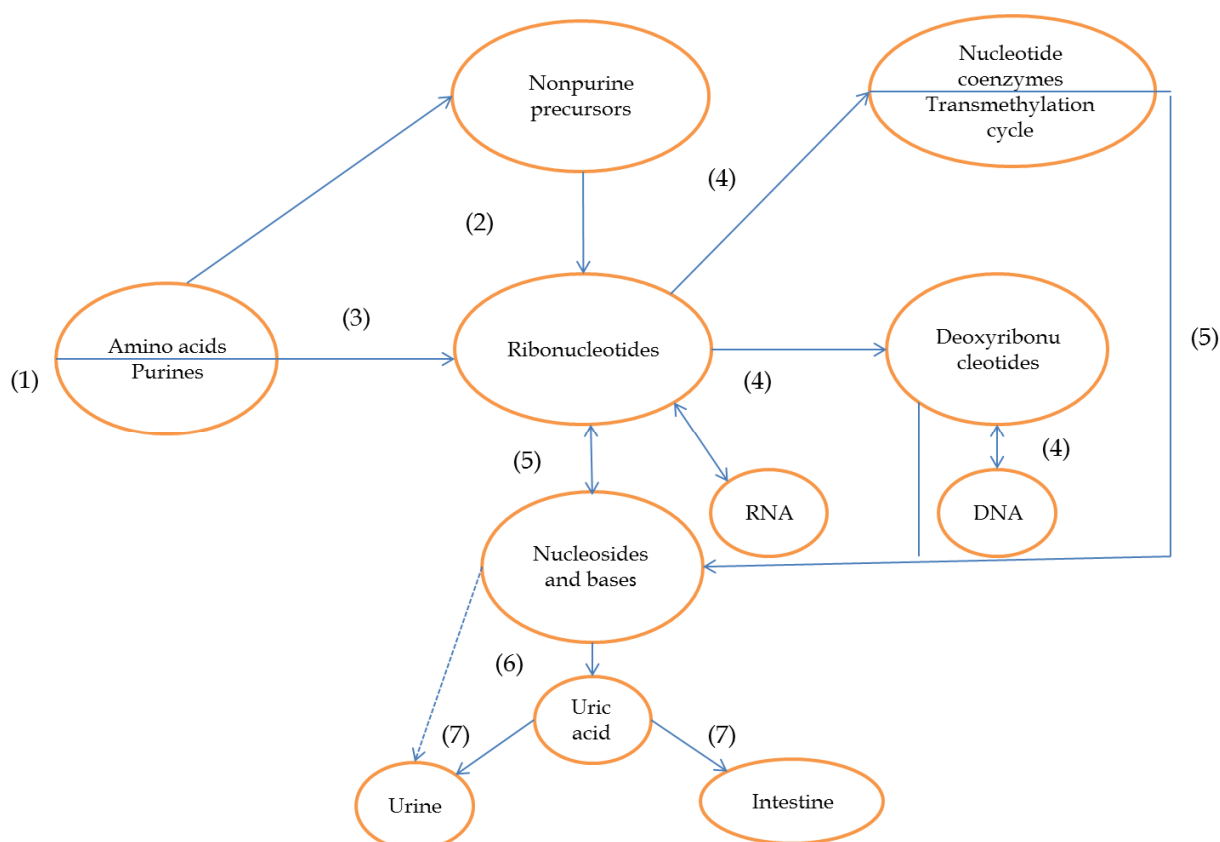 Nucleotide
coenzymes
Transmethylation
cycle
Nonpurine
precursors
(4)
(2)
(3)
Amino acids
Purines
(1)
Ribonucleotides
(4)
Deoxyribonu
cleotides
(5)
(5)
(4)
RNA
DNA
Nucleosides
and bases
(6)
Uric
acid
(7)
(7)
Urine
Intestine